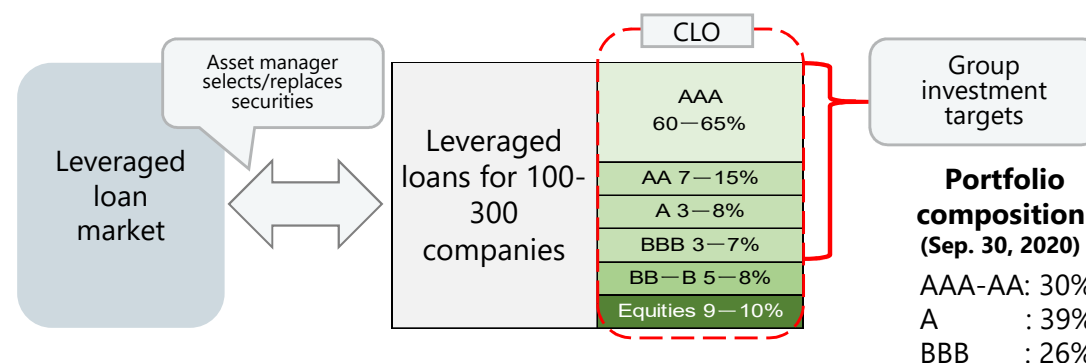 CLO
Asset manager
selects/replaces
securities
Leveraged
loan
market
Leveraged
loans for 100-
300
companies
AAA
60－65%
AA 7－15%
A 3－8%
BBB 3－7%
BB－B 5－8%
Equities 9－10%
Group
investment
targets
Portfolio
composition
(Sep. 30, 2020)
AAA-AA: 30%
A : 39%
BBB : 26%